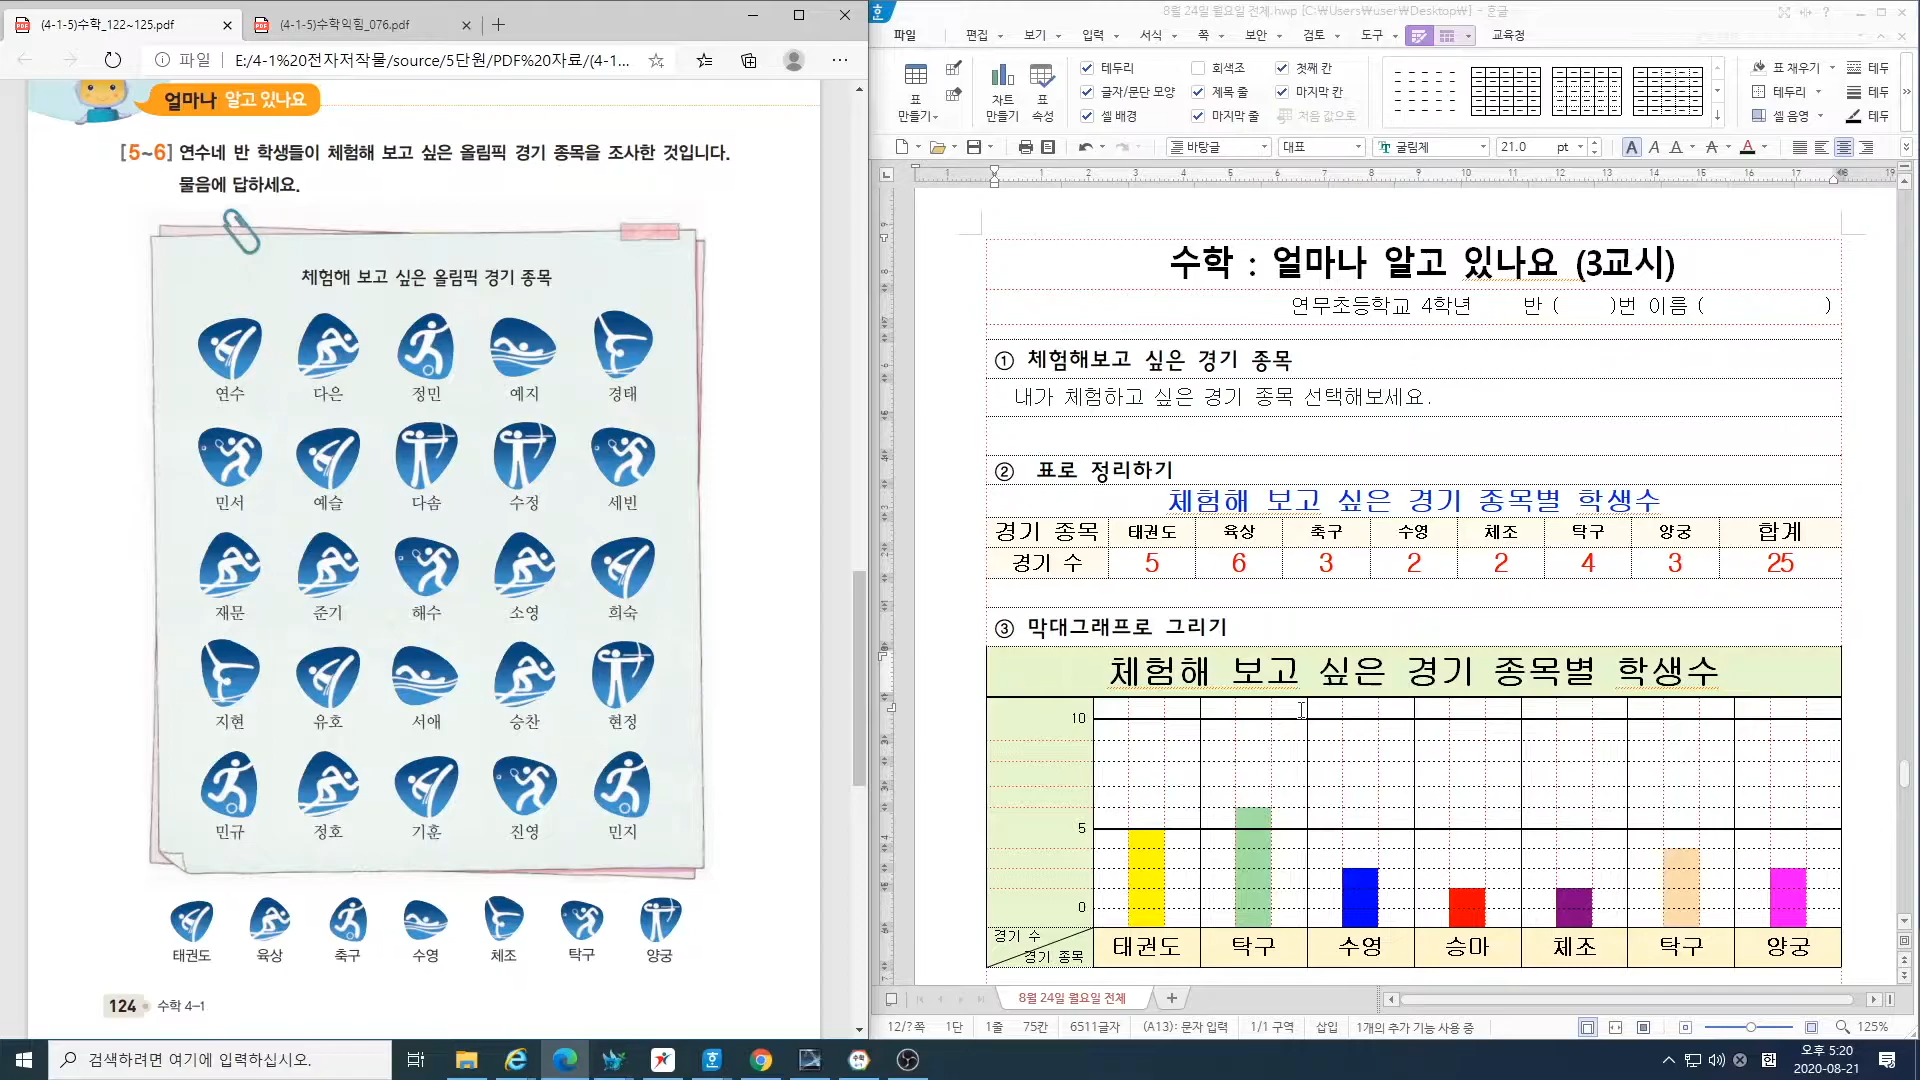 (4-1-5)수학_122~125.pdf
(4-1-5)수학익힘_076.pdf
파일
E:/4-1%20전자저작물/source/5단원/PDF%20자료/(4-1...
얼마나 알고 있나요
[5~6] 연수네 반 학생들이 체험해 보고 싶은 올림픽 경기 종목을 조사한 것입니다.
물음에 답하세요.
체험해 보고 싶은 올림픽 경기 종목
연수 다은 정민 예지 경태
민서 예슬 다솜 수정 세빈
재문 준기 해수 소영 희숙
지현 유호 서애 승찬 현정
민규 정호 기훈 진영 민지
태권도 육상 축구 수영 체조 탁구 양궁
124 수학 4-1
8월 24일 월요일 전체.hwp [C:₩Users₩user₩Desktop₩] - 한글
파일 편집 보기 입력 서식 쪽 보안 검토 도구 교육청
표 만들기
차트 만들기
표 속성
테두리 회색조 첫째 칸
글자/문단 모양 제목 줄 마지막 칸
셀 배경 마지막 줄 처음 값으로
표 채우기 테두
테두리 테두
셀 음영 테두
바탕글 대표 굴림체 21.0 pt
수학 : 얼마나 알고 있나요 (3교시)
연무초등학교 4학년 반 ( )번 이름 ( )
① 체험해보고 싶은 경기 종목
내가 체험하고 싶은 경기 종목 선택해보세요.
② 표로 정리하기
체험해 보고 싶은 경기 종목별 학생수
경기 종목 태권도 육상 축구 수영 체조 탁구 양궁 합계
경기 수 5 6 3 2 2 4 3 25
③ 막대그래프로 그리기
체험해 보고 싶은 경기 종목별 학생수
10
5
0
경기 수
경기 종목
태권도 탁구 수영 승마 체조 탁구 양궁
8월 24일 월요일 전체
12/?쪽 1단 1줄 75칸 6511글자 (A13): 문자 입력 1/1 구역 삽입 1개의 추가 기능 사용 중 125%
검색하려면 여기에 입력하십시오.
오후 5:20
2020-08-21